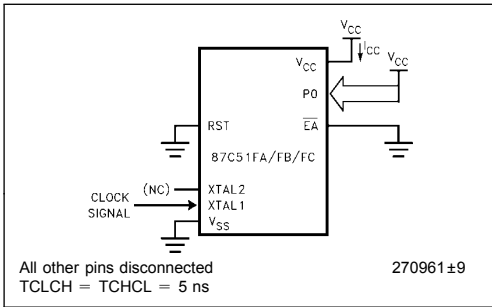 VCC
ICC
VCC
VCC
P0
RST
EA
87C51FA/FB/FC
(NC)
XTAL2
CLOCK
SIGNAL
XTAL1
VSS
All other pins disconnected
270961±9
TCLCH = TCHCL = 5 ns